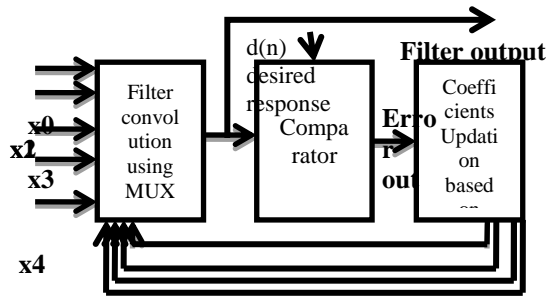 d(n)
desired
response
Filter output
Filter
convol
ution
using
MUX
Compa
rator
Erro
r
out
Coeffi
cients
Updati
on
based
on
x0
x2
x3
x4